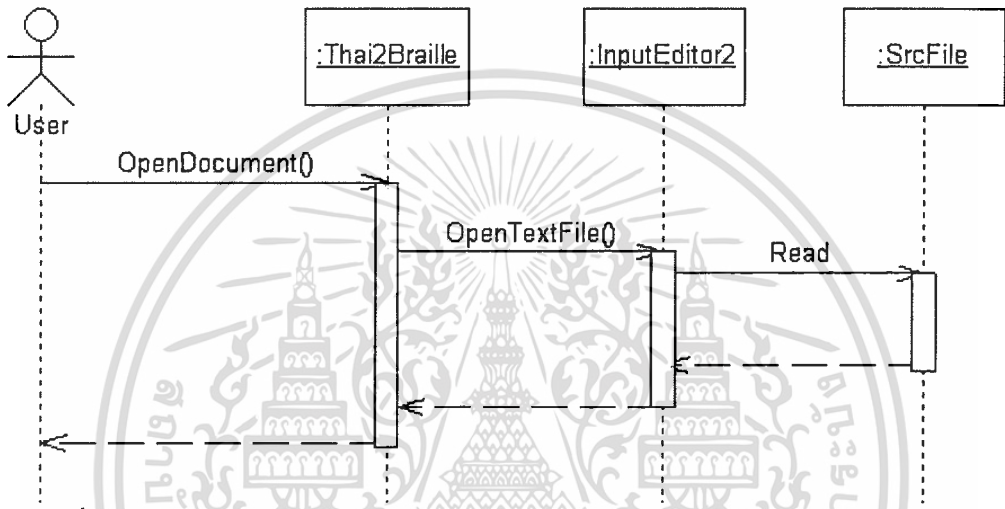 :Thai2Braille
:InputEditor2
:SrcFile
User
OpenDocument()
OpenTextFile()
Read